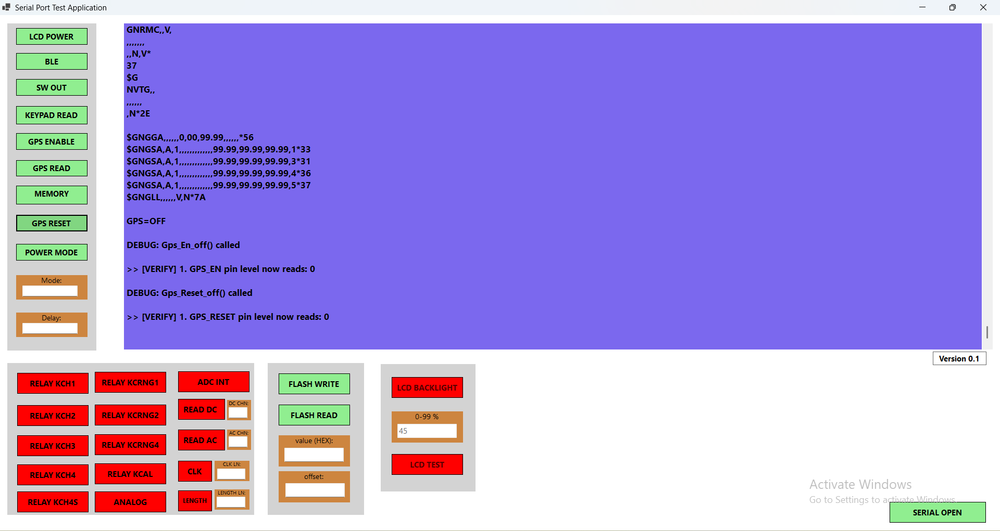 Serial Port Test Application
LCD POWER
BLE
SW OUT
KEYPAD READ
GPS ENABLE
GPS READ
MEMORY
GPS RESET
POWER MODE
Mode:
Delay:
GNRMC,,V,
,,,,,,,
,,N,V*
37
$G
NVTG,,
,,,,,,
,N*2E
$GNGGA,,,,,,0,00,99.99,,,,,,*56
$GNGSA,A,1,,,,,,,,,,,,,99.99,99.99,99.99,1*33
$GNGSA,A,1,,,,,,,,,,,,,99.99,99.99,99.99,3*31
$GNGSA,A,1,,,,,,,,,,,,,99.99,99.99,99.99,4*36
$GNGSA,A,1,,,,,,,,,,,,,99.99,99.99,99.99,5*37
$GNGLL,,,,,,V,N*7A
GPS=OFF
DEBUG: Gps_En_off() called
>> [VERIFY] 1. GPS_EN pin level now reads: 0
DEBUG: Gps_Reset_off() called
>> [VERIFY] 1. GPS_RESET pin level now reads: 0
Version 0.1
RELAY KCH1
RELAY KCH2
RELAY KCH3
RELAY KCH4
RELAY KCH4S
RELAY KCRNG1
RELAY KCRNG2
RELAY KCRNG4
RELAY KCAL
ANALOG
ADC INT
READ DC
DC CHN:
READ AC
AC CHN:
CLK
CLK LN:
LENGTH
LENGTH LN:
FLASH WRITE
FLASH READ
value (HEX):
offset:
LCD BACKLIGHT
0-99 %
45
LCD TEST
Activate Windows
Go to Settings to activate Windows.
SERIAL OPEN